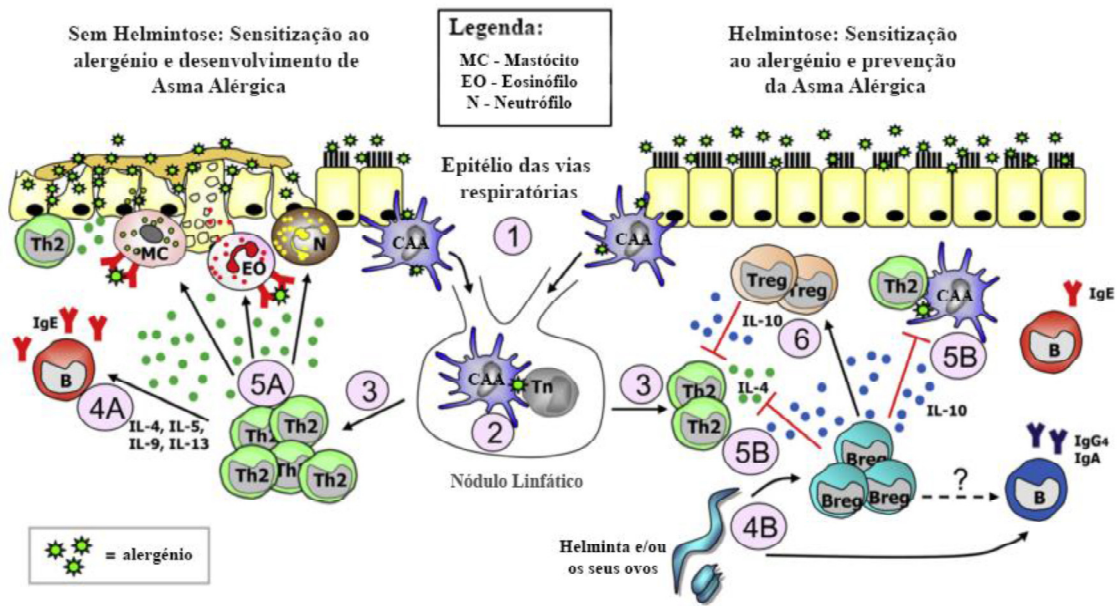 Sem Helmintose: Sensitização ao
alergénio e desenvolvimento de
Asma Alérgica
Legenda:
MC - Mastócito
EO - Eosinófilo
N - Neutrófilo
Helmintose: Sensitização
ao alergénio e prevenção
da Asma Alérgica
Epitélio das vias
respiratórias
Th2
MC
EO
N
CAA
1
CAA
Treg
Treg
Th2
CAA
IgE
B
IgE
B
4A
5A
3
IL-4, IL-5,
IL-9, IL-13
Th2
Th2
Th2
Th2
Th2
CAA
Tn
2
Nódulo Linfático
3
IL-10
6
5B
IL-10
Th2
Th2
IL-4
5B
Breg
Breg
Breg
?
IgG4
IgA
B
4B
Helminta e/ou
os seus ovos
= alergénio